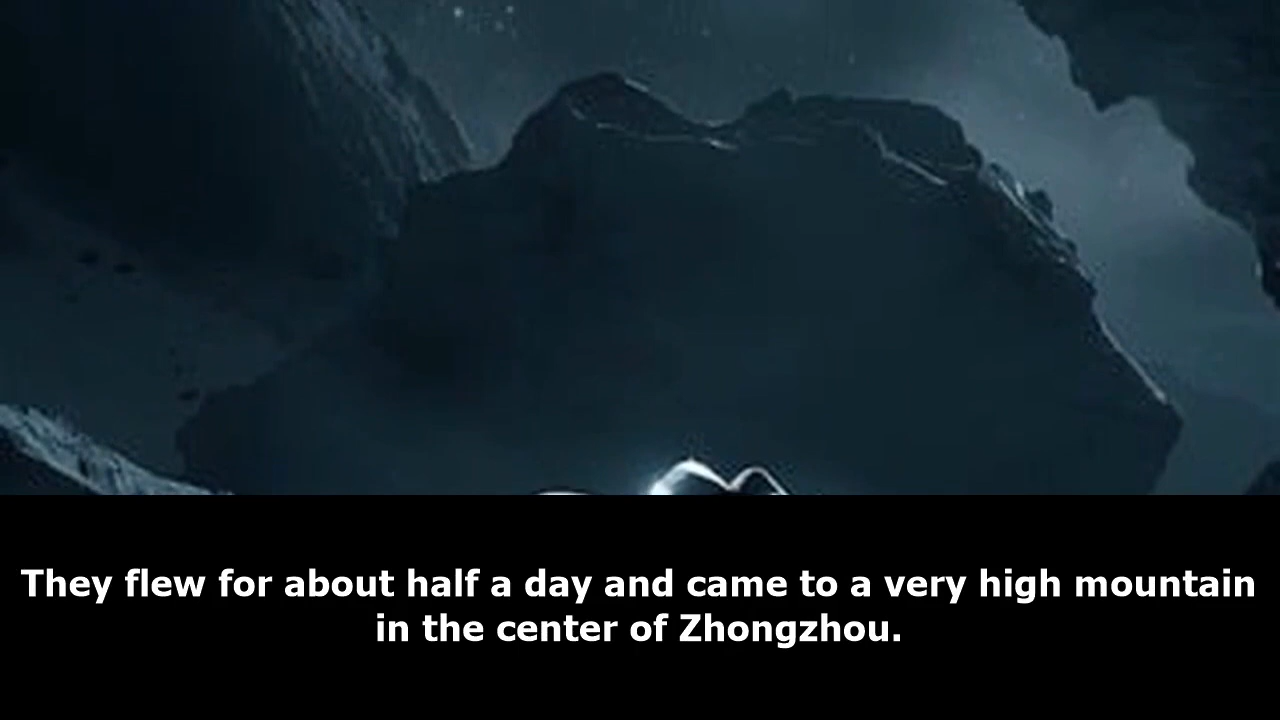 They flew for about half a day and came to a very high mountain
in the center of Zhongzhou.